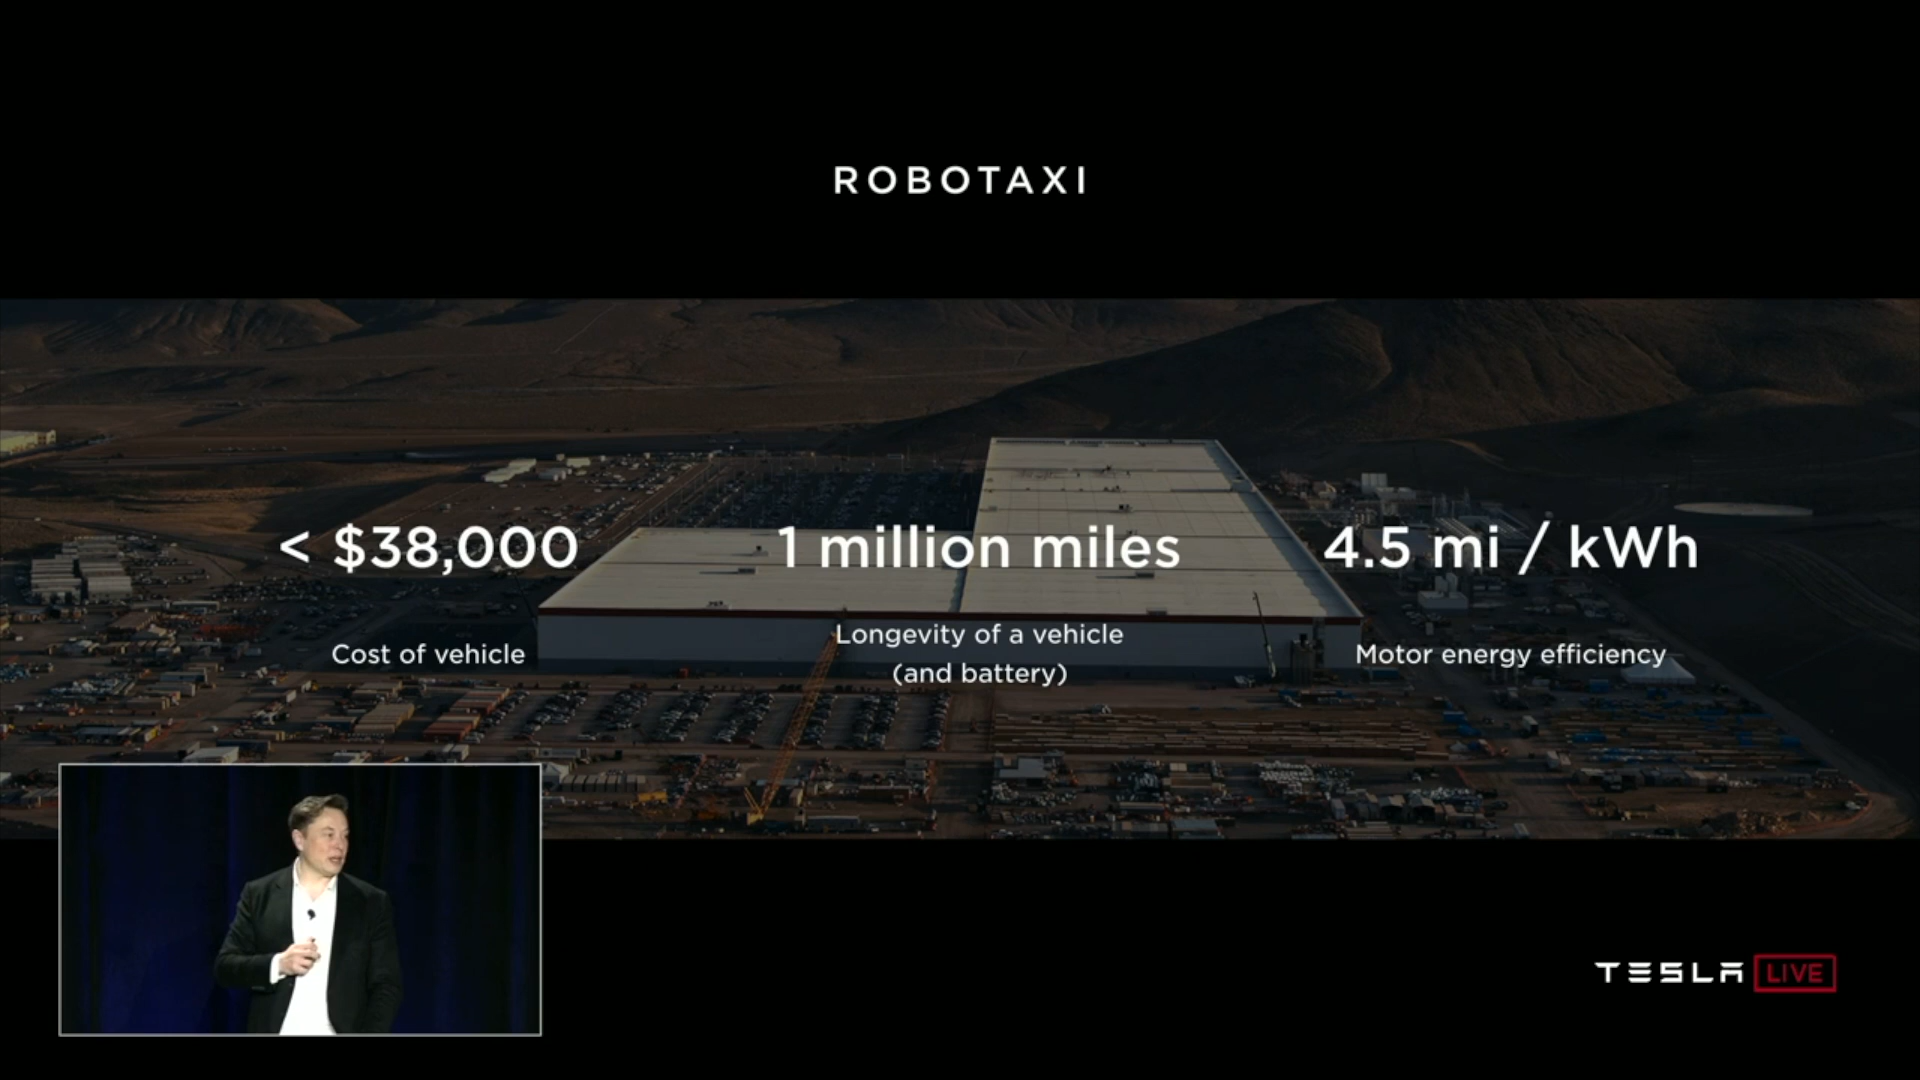 ROBOTAXI
< $38,000
Cost of vehicle
1 million miles
Longevity of a vehicle
(and battery)
4.5 mi / kWh
Motor energy efficiency
TESLA LIVE